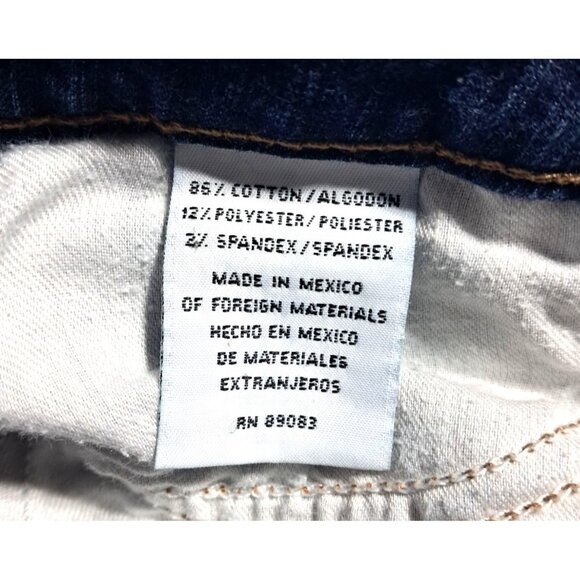 86% COTTON/ALGODON
12% POLYESTER/POLIESTER
2% SPANDEX/SPANDEX
MADE IN MEXICO
OF FOREIGN MATERIALS
HECHO EN MEXICO
DE MATERIALES
EXTRANJEROS
RN 89083